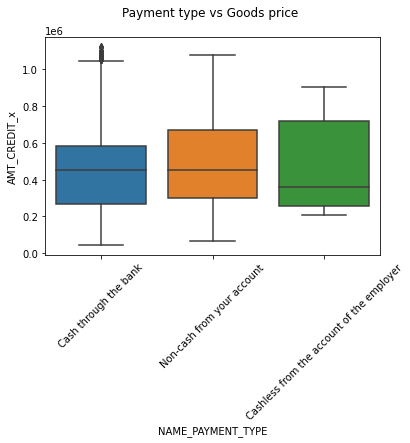 Payment type vs Goods price
1e6
1.0
0.8
0.6
0.4
0.2
0.0
AMT_CREDIT_x
Cash through the bank
Non-cash from your account
Cashless from the account of the employer
NAME_PAYMENT_TYPE